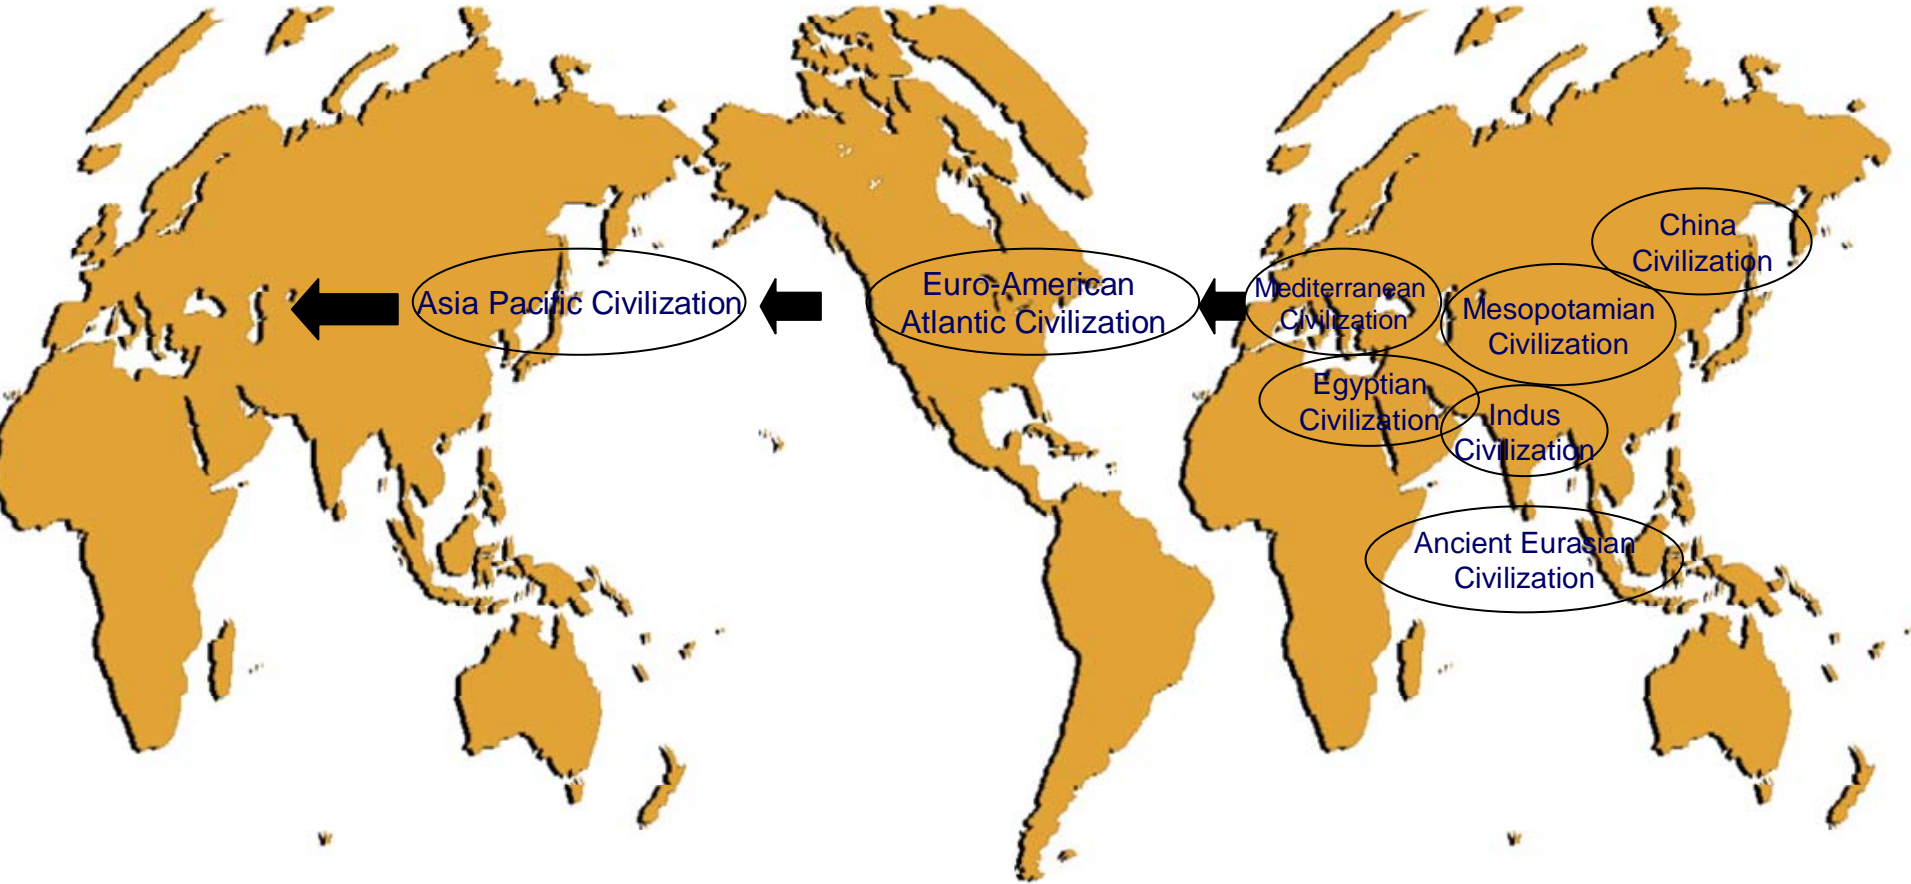 China
Civilization
Asia Pacific Civilization
Euro-American
Atlantic Civilization
Mediterranean
Civilization
Mesopotamian
Civilization
Egyptian
Civilization
Indus
Civilization
Ancient Eurasian
Civilization